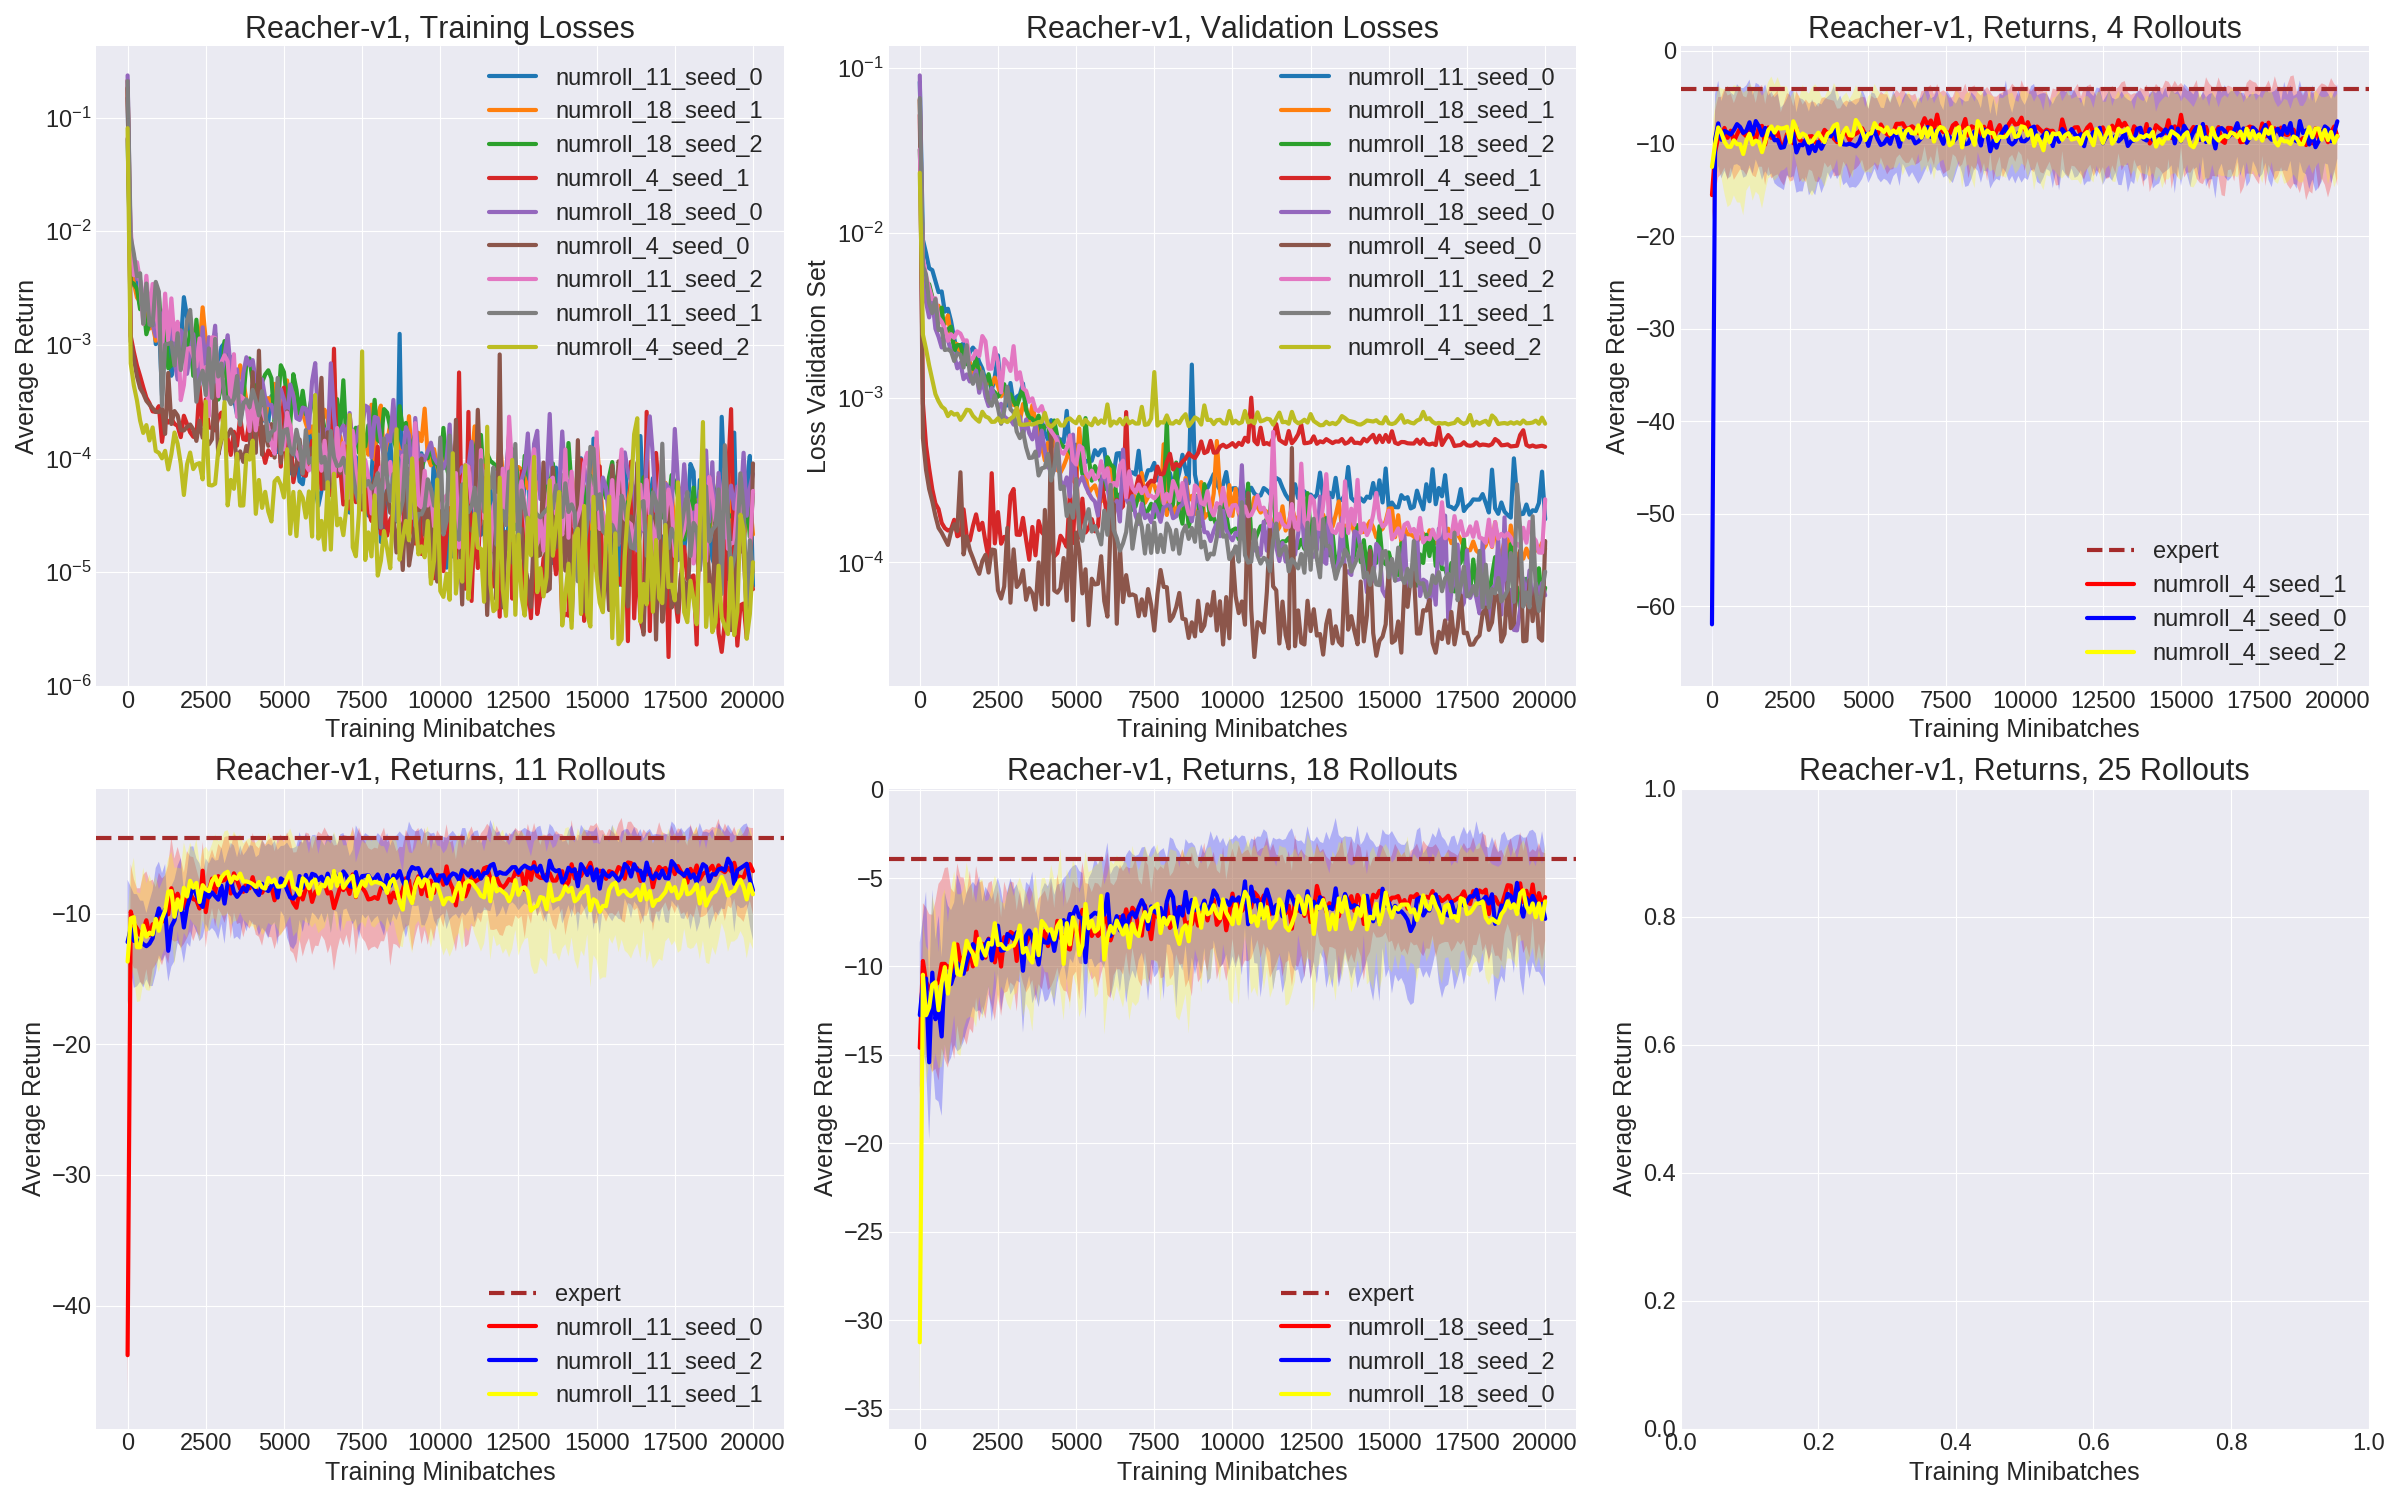 Reacher-v1, Training Losses
Average Return
10−1
10−2
10−3
10−4
10−5
10−6
numroll_11_seed_0
numroll_18_seed_1
numroll_18_seed_2
numroll_4_seed_1
numroll_18_seed_0
numroll_4_seed_0
numroll_11_seed_2
numroll_11_seed_1
numroll_4_seed_2
0 2500 5000 7500 10000 12500 15000 17500 20000
Training Minibatches
Reacher-v1, Validation Losses
Loss Validation Set
10−1
10−2
10−3
10−4
numroll_11_seed_0
numroll_18_seed_1
numroll_18_seed_2
numroll_4_seed_1
numroll_18_seed_0
numroll_4_seed_0
numroll_11_seed_2
numroll_11_seed_1
numroll_4_seed_2
0 2500 5000 7500 10000 12500 15000 17500 20000
Training Minibatches
Reacher-v1, Returns, 4 Rollouts
Average Return
0
−10
−20
−30
−40
−50
−60
expert
numroll_4_seed_1
numroll_4_seed_0
numroll_4_seed_2
0 2500 5000 7500 10000 12500 15000 17500 20000
Training Minibatches
Reacher-v1, Returns, 11 Rollouts
Average Return
−10
−20
−30
−40
expert
numroll_11_seed_0
numroll_11_seed_2
numroll_11_seed_1
0 2500 5000 7500 10000 12500 15000 17500 20000
Training Minibatches
Reacher-v1, Returns, 18 Rollouts
Average Return
0
−5
−10
−15
−20
−25
−30
−35
expert
numroll_18_seed_1
numroll_18_seed_2
numroll_18_seed_0
0 2500 5000 7500 10000 12500 15000 17500 20000
Training Minibatches
Reacher-v1, Returns, 25 Rollouts
Average Return
1.0
0.8
0.6
0.4
0.2
0.0
0.0 0.2 0.4 0.6 0.8 1.0
Training Minibatches